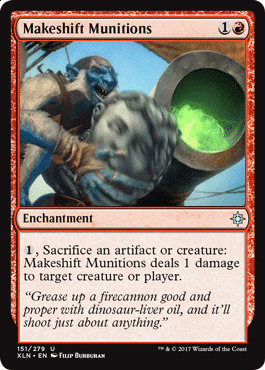 Makeshift Munitions 1
Enchantment
1, Sacrifice an artifact or creature:
Makeshift Munitions deals 1 damage
to target creature or player.
“Grease up a firecannon good and
proper with dinosaur-liver oil, and it’ll
shoot just about anything.”
151/279 U
XLN • EN Filip Burburan
™ & © 2017 Wizards of the Coast